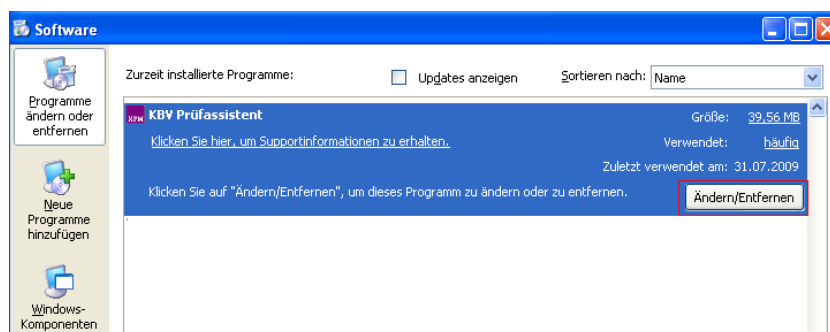 Software
Programme
ändern oder
entfernen
Neue
Programme
hinzufügen
Windows-
Komponenten
Zurzeit installierte Programme:
Updates anzeigen
Sortieren nach:
Name
XPM
KBV Prüfassistent
Größe:
39,56 MB
Klicken Sie hier, um Supportinformationen zu erhalten.
Verwendet:
häufig
Zuletzt verwendet am: 31.07.2009
Klicken Sie auf "Ändern/Entfernen", um dieses Programm zu ändern oder zu entfernen.
Ändern/Entfernen